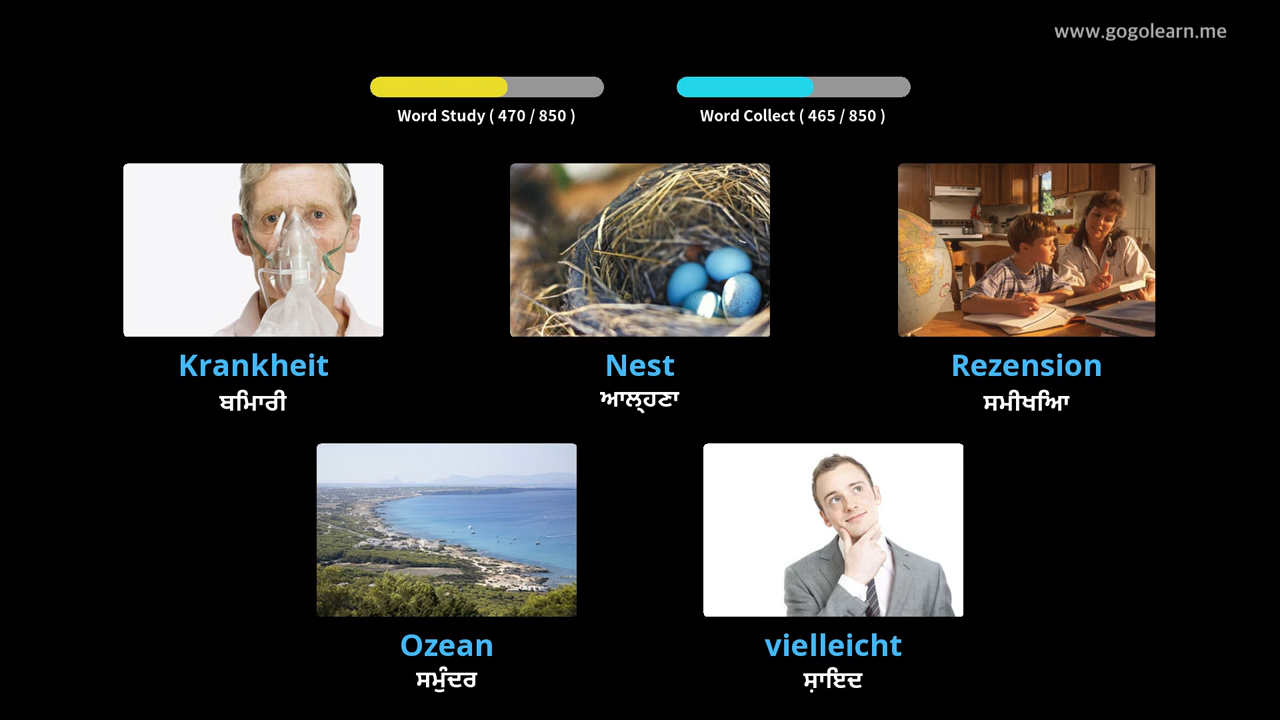 www.gogolearn.me
Word Study ( 470 / 850 )
Word Collect ( 465 / 850 )
Krankheit
ਬਿਮਾਰੀ
Nest
ਆਲ੍ਹਣਾ
Rezension
ਸਮੀਖਿਆ
Ozean
ਸਮੁੰਦਰ
vielleicht
ਸ਼ਾਇਦ